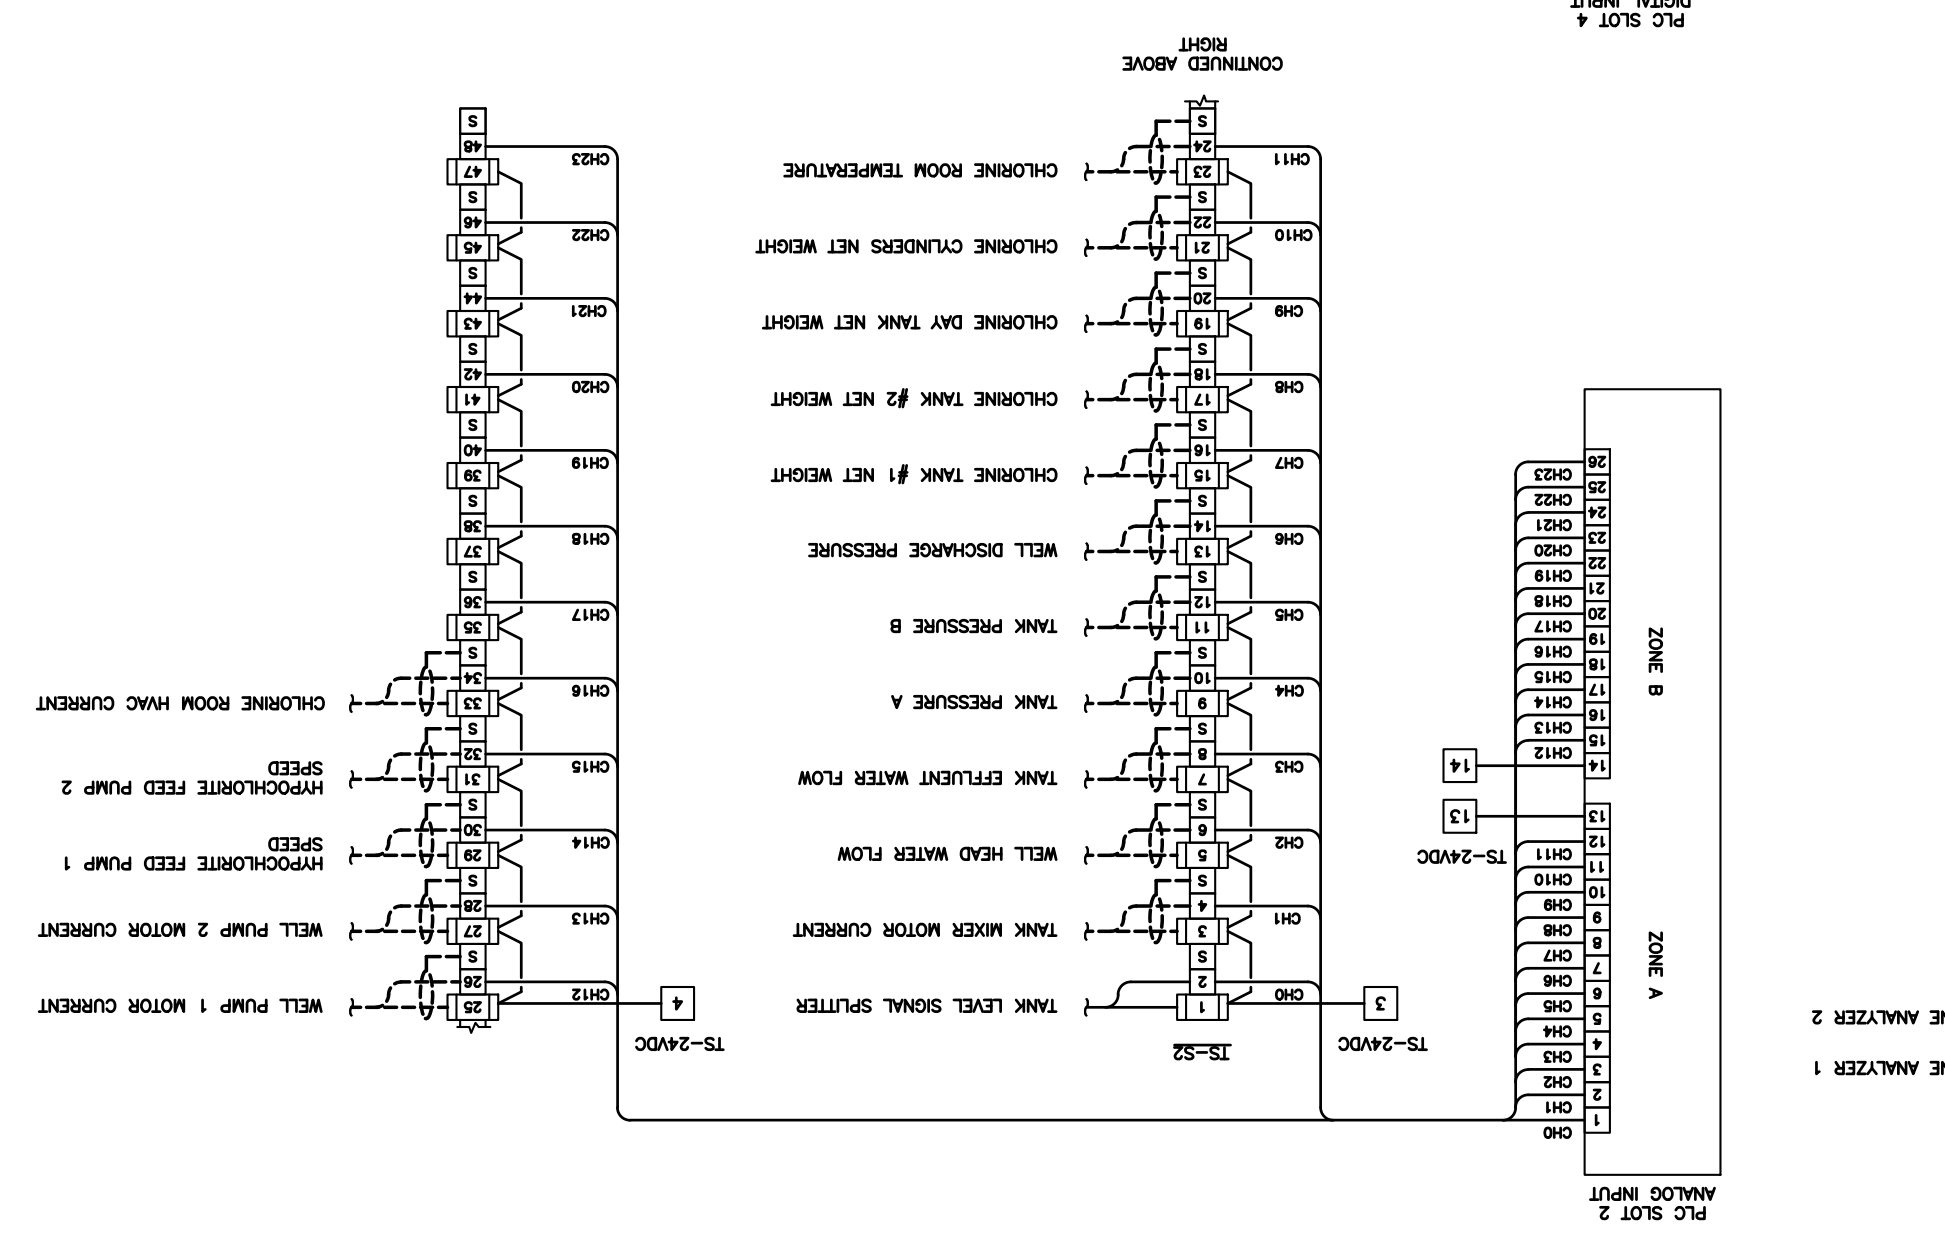 PLC SLOT 2
ANALOG INPUT
CH0
1
CH1
2
CH2
3
CH3
4
CH4
5
CH5
6
CH6
7
CH7
8
CH8
9
CH9
10
CH10
11
CH11
12
13
ZONE A
TS-24VDC
13
14
14
CH12
15
CH13
16
CH14
17
CH15
18
CH16
19
CH17
20
CH18
21
CH19
22
CH20
23
CH21
24
CH22
25
CH23
26
ZONE B
NE ANALYZER 1
NE ANALYZER 2
TS-24VDC
3
TS-S2
CH0 1 TANK LEVEL SIGNAL SPLITTER
2
S
CH1 3 TANK MIXER MOTOR CURRENT
4
S
CH2 5 WELL HEAD WATER FLOW
6
S
CH3 7 TANK EFFLUENT WATER FLOW
8
S
CH4 9 TANK PRESSURE A
10
S
CH5 11 TANK PRESSURE B
12
S
CH6 13 WELL DISCHARGE PRESSURE
14
S
CH7 15 CHLORINE TANK #1 NET WEIGHT
16
S
CH8 17 CHLORINE TANK #2 NET WEIGHT
18
S
CH9 19 CHLORINE DAY TANK NET WEIGHT
20
S
CH10 21 CHLORINE CYLINDERS NET WEIGHT
22
S
CH11 23 CHLORINE ROOM TEMPERATURE
24
S
CONTINUED ABOVE
RIGHT
TS-24VDC
4
CH12 25 WELL PUMP 1 MOTOR CURRENT
26
S
CH13 27 WELL PUMP 2 MOTOR CURRENT
28
S
CH14 29 HYPOCHLORITE FEED PUMP 1
SPEED
30
S
CH15 31 HYPOCHLORITE FEED PUMP 2
SPEED
32
S
CH16 33 CHLORINE ROOM HVAC CURRENT
34
S
CH17 35
36
S
CH18 37
38
S
CH19 39
40
S
CH20 41
42
S
CH21 43
44
S
CH22 45
46
S
CH23 47
48
S
PLC SLOT 4
DIGITAL INPUT